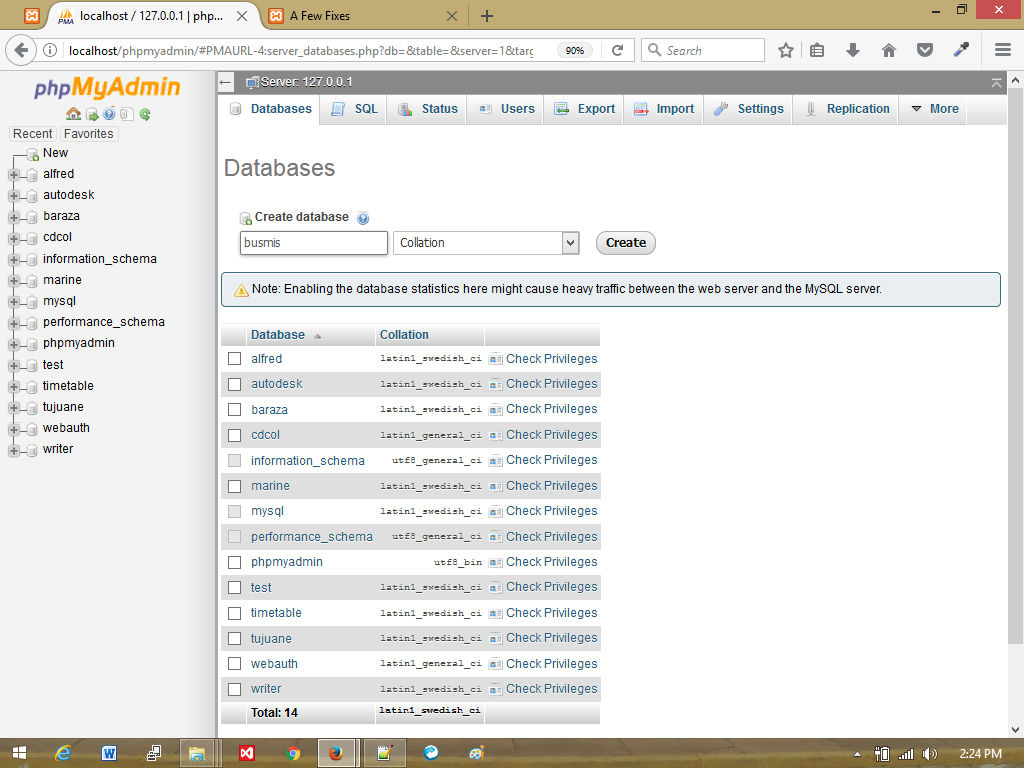 localhost / 127.0.0.1 | php...
A Few Fixes
localhost/phpmyadmin/#PMAURL-4:server_databases.php?db=&table=&server=1&targ
90%
Search
phpMyAdmin
Recent Favorites
New
alfred
autodesk
baraza
cdcol
information_schema
marine
mysql
performance_schema
phpmyadmin
test
timetable
tujuane
webauth
writer
Server: 127.0.0.1
Databases SQL Status Users Export Import Settings Replication More
Databases
Create database
busmis Collation Create
Note: Enabling the database statistics here might cause heavy traffic between the web server and the MySQL server.
Database Collation
alfred latin1_swedish_ci Check Privileges
autodesk latin1_swedish_ci Check Privileges
baraza latin1_swedish_ci Check Privileges
cdcol latin1_general_ci Check Privileges
information_schema utf8_general_ci Check Privileges
marine latin1_swedish_ci Check Privileges
mysql latin1_swedish_ci Check Privileges
performance_schema utf8_general_ci Check Privileges
phpmyadmin utf8_bin Check Privileges
test latin1_swedish_ci Check Privileges
timetable latin1_swedish_ci Check Privileges
tujuane latin1_swedish_ci Check Privileges
webauth latin1_general_ci Check Privileges
writer latin1_swedish_ci Check Privileges
Total: 14 latin1_swedish_ci
2:24 PM